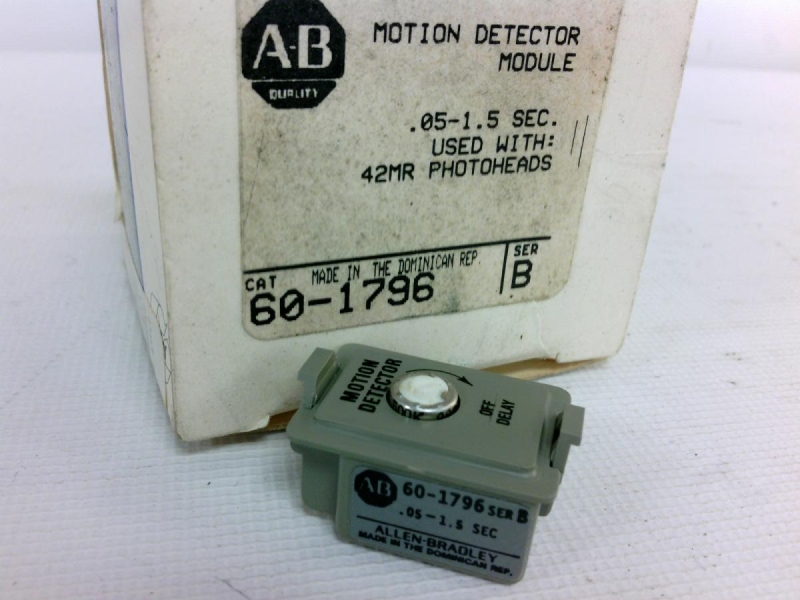 A-B
QUALITY
MOTION DETECTOR
MODULE
.05-1.5 SEC.
USED WITH:
42MR PHOTOHEADS
MADE IN THE DOMINICAN REP.
CAT
60-1796
SER
B
MOTION
DETECTOR
OFF
DELAY
AB
60-1796 SER B
.05-1.5 SEC
ALLEN-BRADLEY
MADE IN THE DOMINICAN REP.